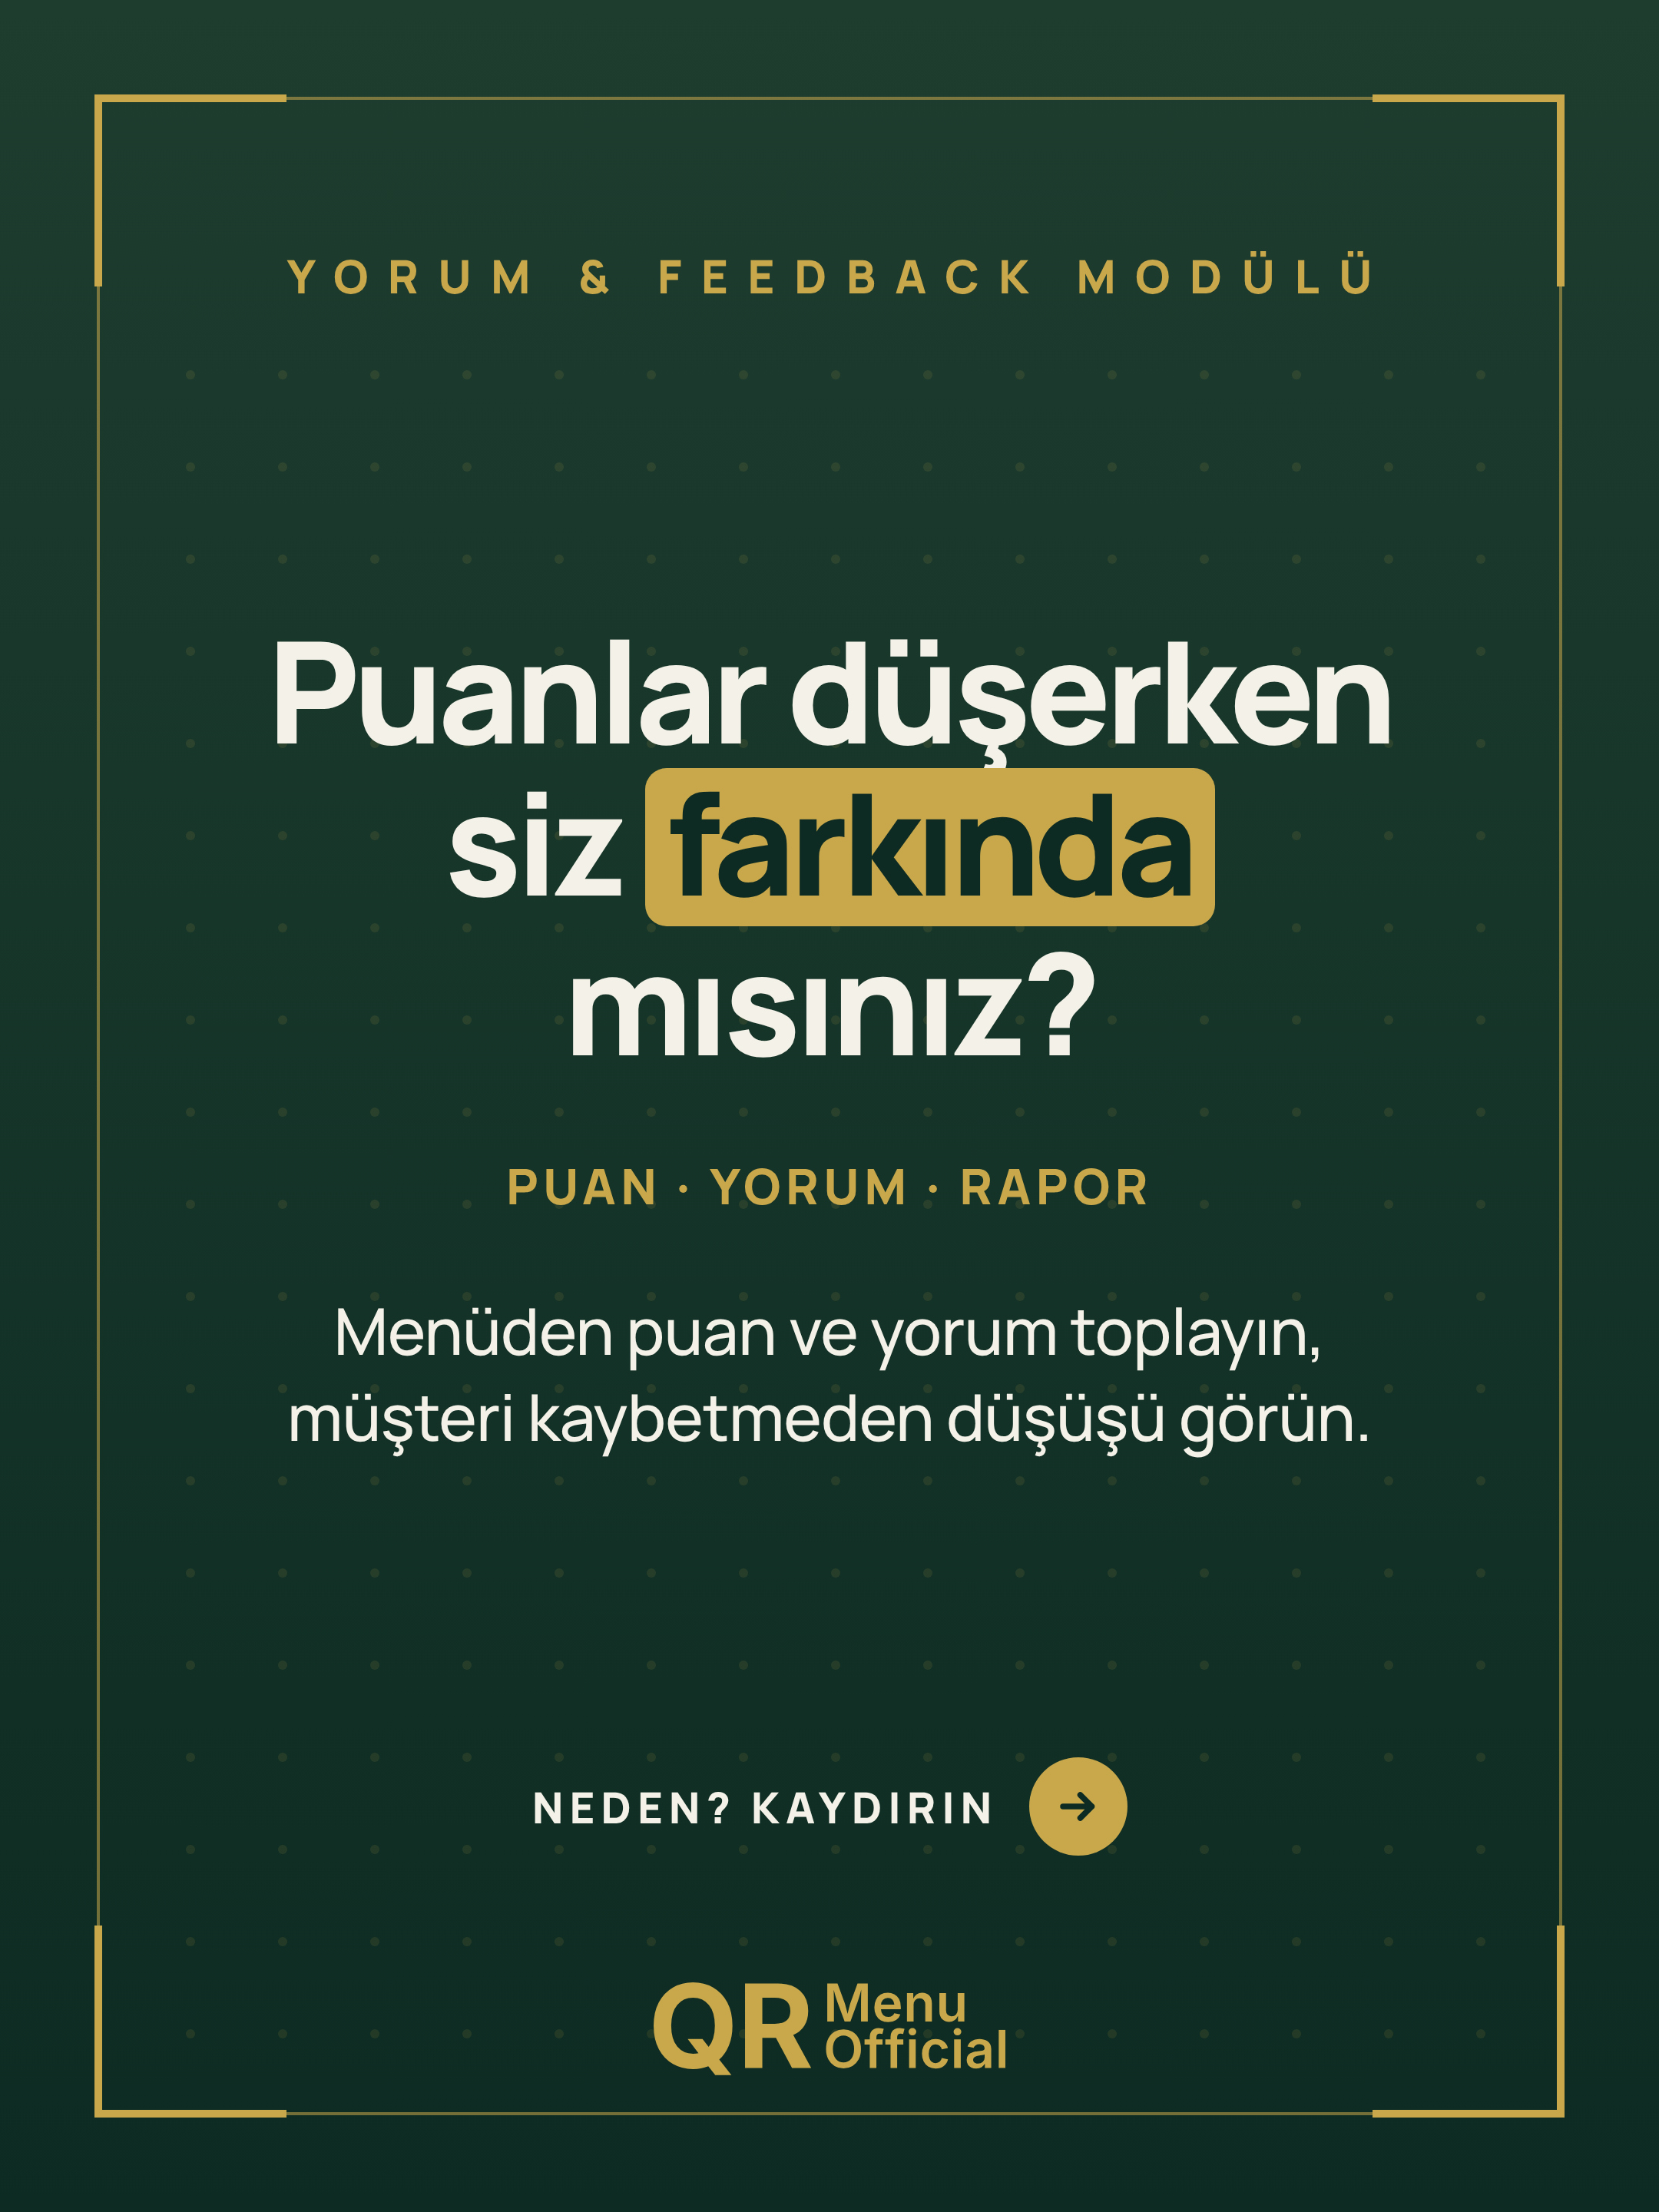 YORUM & FEEDBACK MODÜLÜ
Puanlar düşerken
siz farkında
mısınız?
PUAN · YORUM · RAPOR
Menüden puan ve yorum toplayın,
müşteri kaybetmeden düşüşü görün.
NEDEN? KAYDIRIN
QR Menu
Official